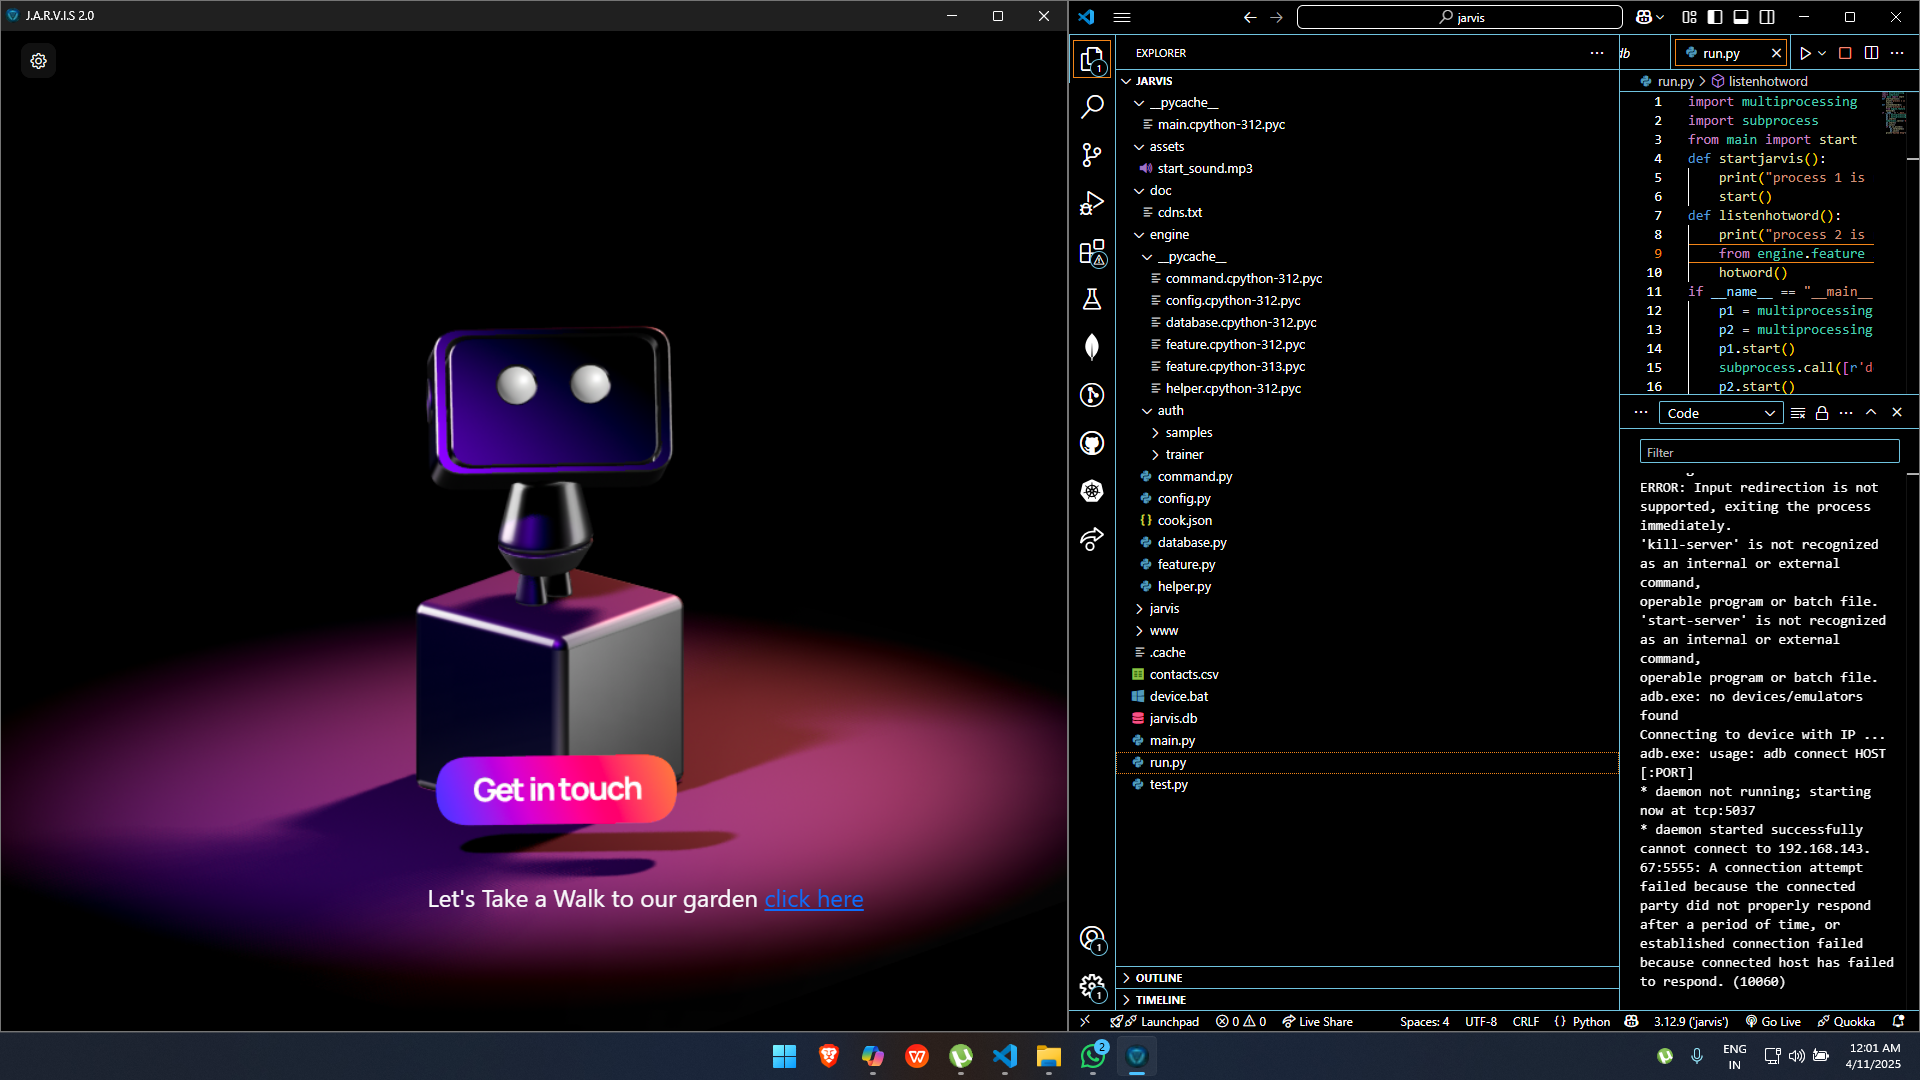 J.A.R.V.I.S 2.0
Get in touch
Let's Take a Walk to our garden click here
jarvis
EXPLORER
JARVIS
__pycache__
main.cpython-312.pyc
assets
start_sound.mp3
doc
cdns.txt
engine
__pycache__
command.cpython-312.pyc
config.cpython-312.pyc
database.cpython-312.pyc
feature.cpython-312.pyc
feature.cpython-313.pyc
helper.cpython-312.pyc
auth
samples
trainer
command.py
config.py
cook.json
database.py
feature.py
helper.py
jarvis
www
.cache
contacts.csv
device.bat
jarvis.db
main.py
run.py
test.py
OUTLINE
TIMELINE
db
run.py
run.py > listenhotword
1 import multiprocessing
2 import subprocess
3 from main import start
4 def startjarvis():
5 print("process 1 is
6 start()
7 def listenhotword():
8 print("process 2 is
9 from engine.feature
10 hotword()
11 if __name__ == "__main__
12 p1 = multiprocessing
13 p2 = multiprocessing
14 p1.start()
15 subprocess.call([r'd
16 p2.start()
Code
Filter
ERROR: Input redirection is not
supported, exiting the process
immediately.
'kill-server' is not recognized
as an internal or external
command,
operable program or batch file.
'start-server' is not recognized
as an internal or external
command,
operable program or batch file.
adb.exe: no devices/emulators
found
Connecting to device with IP ...
adb.exe: usage: adb connect HOST
[:PORT]
* daemon not running; starting
now at tcp:5037
* daemon started successfully
cannot connect to 192.168.143.
67:5555: A connection attempt
failed because the connected
party did not properly respond
after a period of time, or
established connection failed
because connected host has failed
to respond. (10060)
Launchpad 0 0 Live Share Spaces: 4 UTF-8 CRLF {} Python 3.12.9 ('jarvis') Go Live Quokka
2
ENG
IN
12:01 AM
4/11/2025